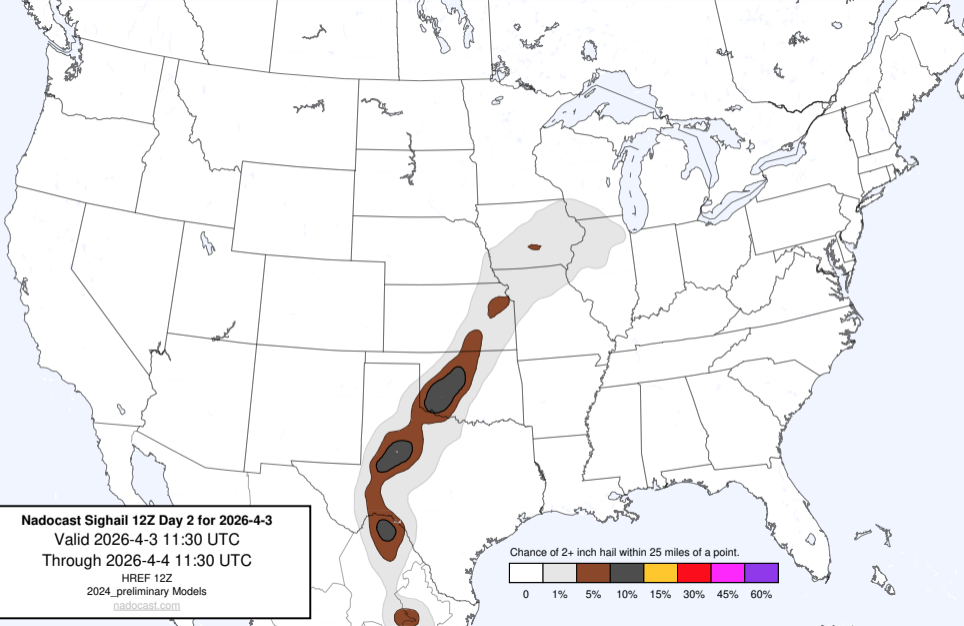 Nadocast Sighail 12Z Day 2 for 2026-4-3
Valid 2026-4-3 11:30 UTC
Through 2026-4-4 11:30 UTC
HREF 12Z
2024_preliminary Models
nadocast.com
Chance of 2+ inch hail within 25 miles of a point.
0 1% 5% 10% 15% 30% 45% 60%